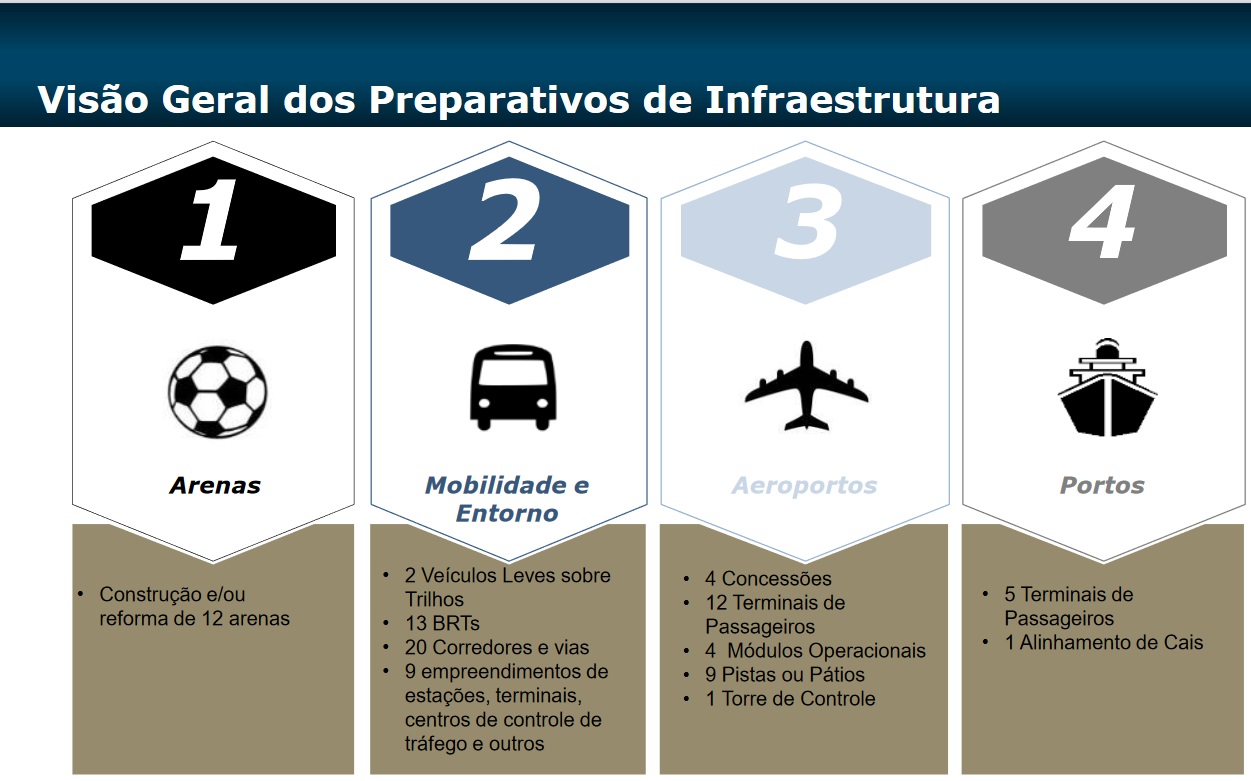 Visão Geral dos Preparativos de Infraestrutura
1
Arenas
• Construção e/ou
reforma de 12 arenas
2
Mobilidade e
Entorno
• 2 Veículos Leves sobre
Trilhos
• 13 BRTs
• 20 Corredores e vias
• 9 empreendimentos de
estações, terminais,
centros de controle de
tráfego e outros
3
Aeroportos
• 4 Concessões
• 12 Terminais de
Passageiros
• 4 Módulos Operacionais
• 9 Pistas ou Pátios
• 1 Torre de Controle
4
Portos
• 5 Terminais de
Passageiros
• 1 Alinhamento de Cais